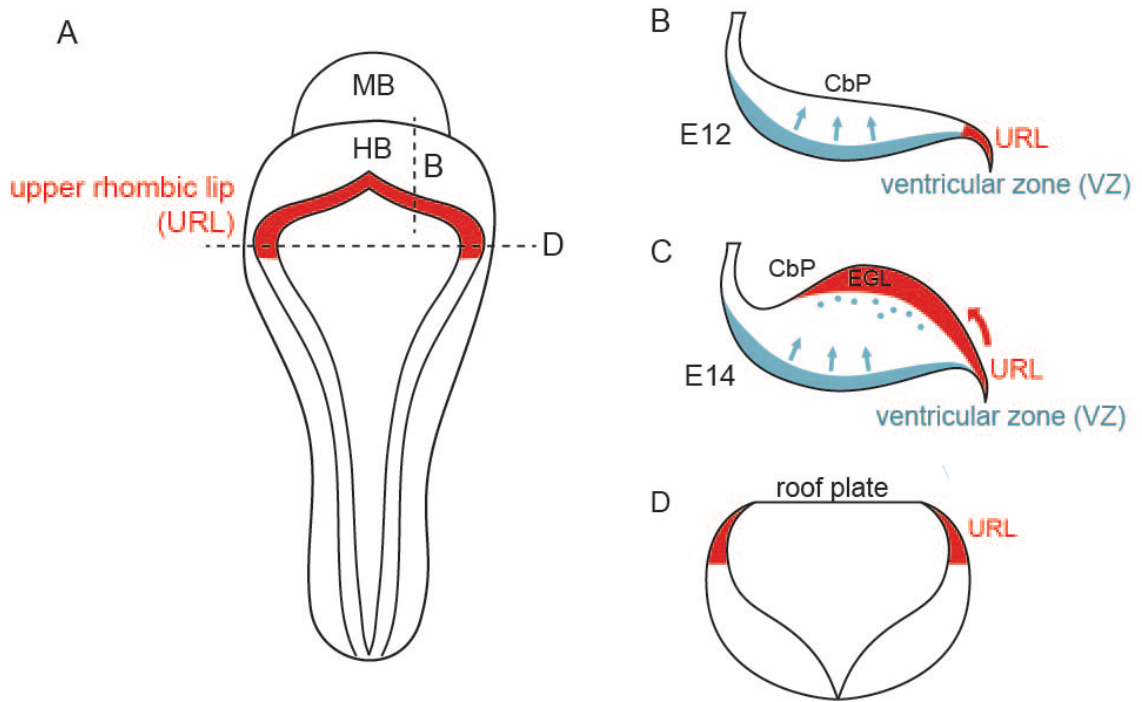 A
MB
HB
B
upper rhombic lip
(URL)
D
B
CbP
E12
URL
ventricular zone (VZ)
C
CbP
EGL
E14
URL
ventricular zone (VZ)
D
roof plate
URL